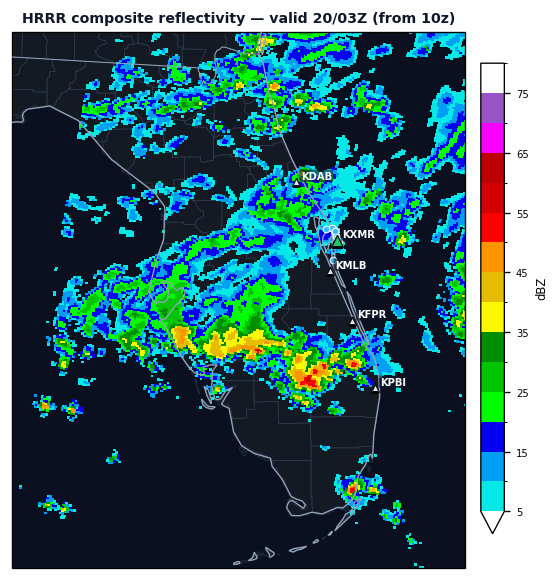 HRRR composite reflectivity — valid 20/03Z (from 10z)
KDAB
KXMR
KMLB
KFPR
KPBI
75
65
55
45
35
25
15
5
dBZ